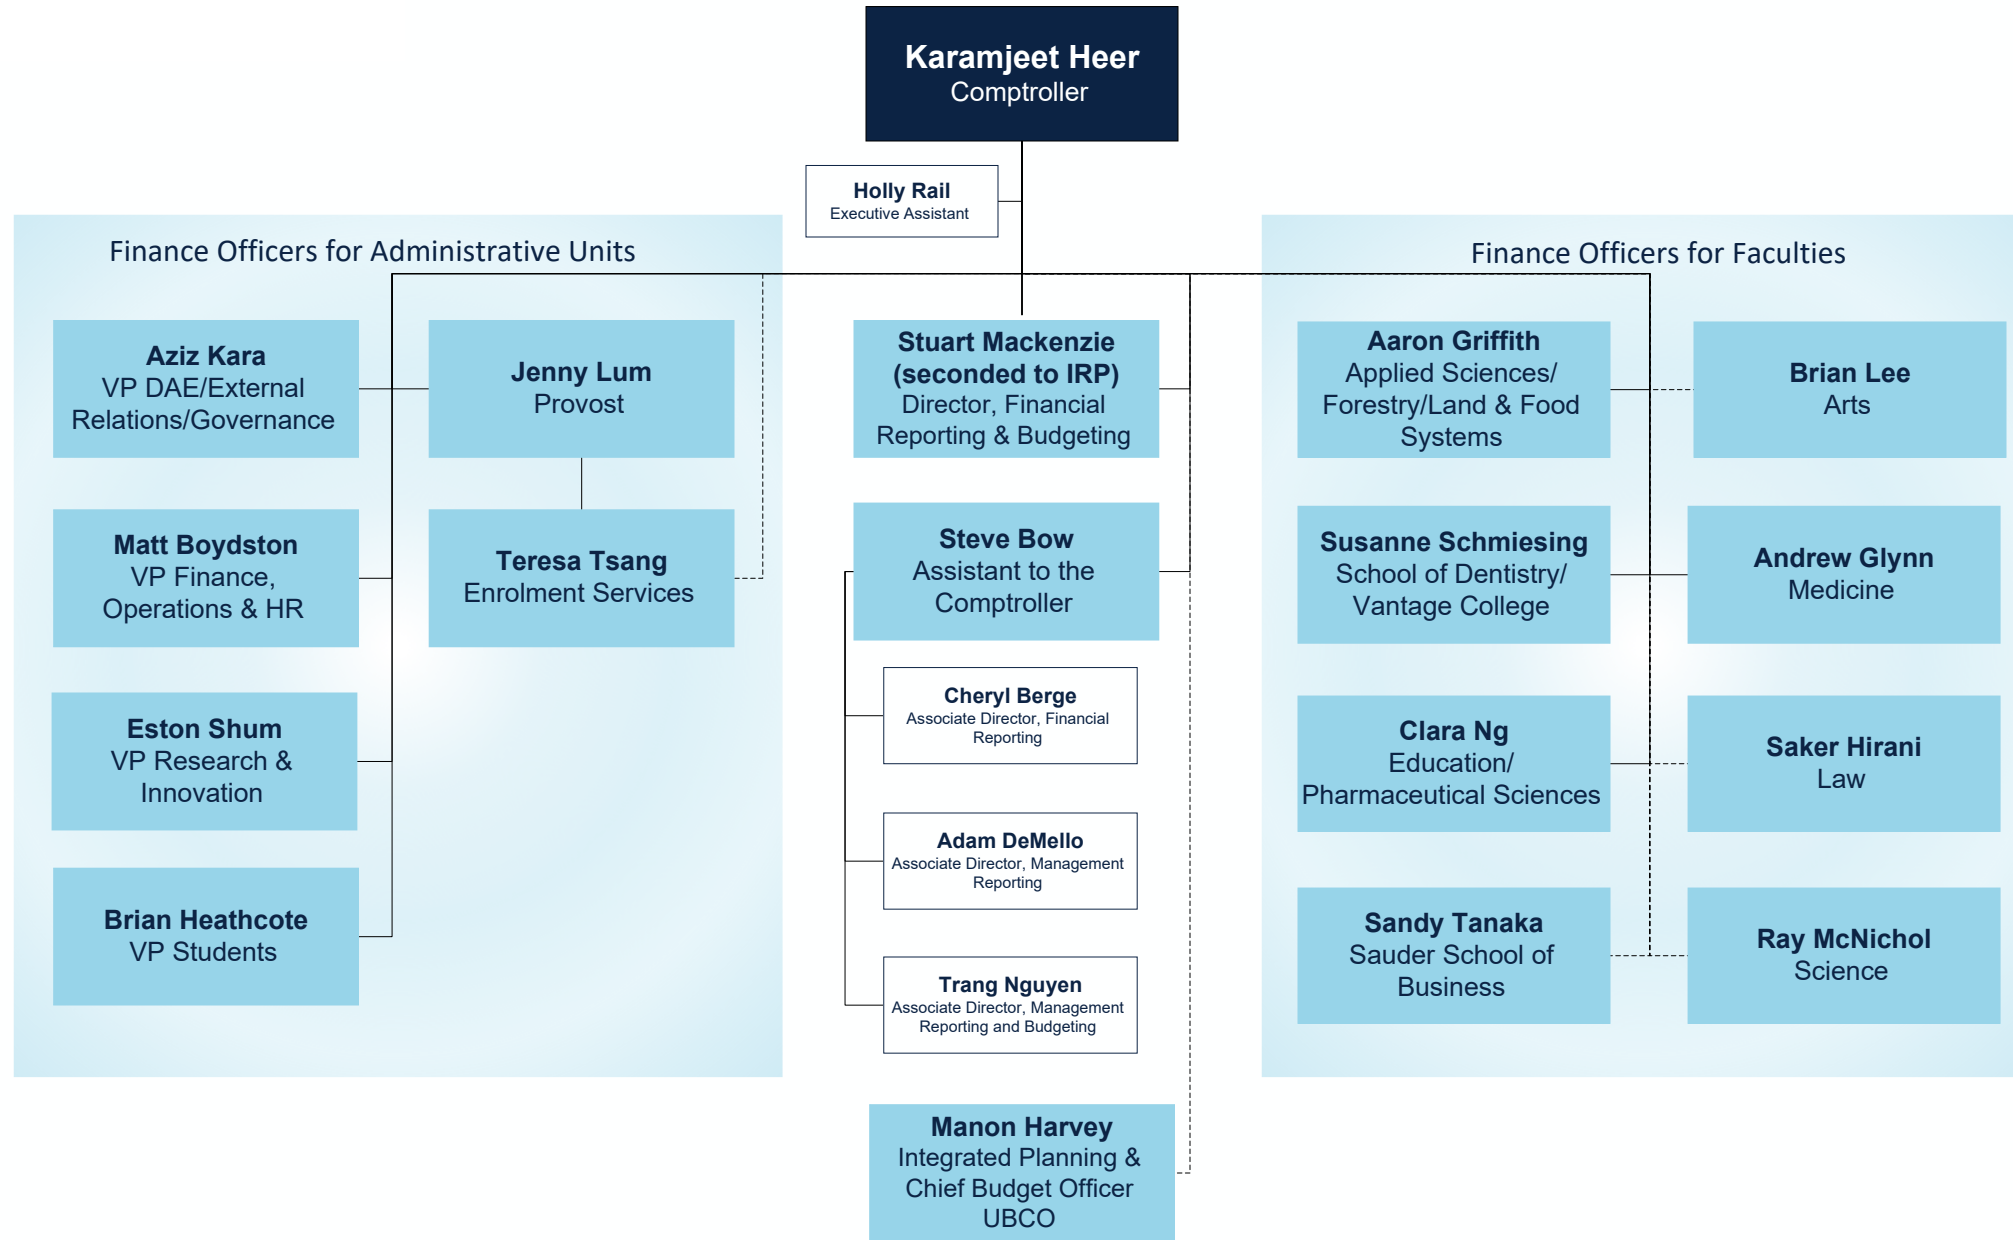 Karamjeet Heer
Comptroller
Holly Rail
Executive Assistant
Finance Officers for Administrative Units
Aziz Kara
VP DAE/External
Relations/Governance
Jenny Lum
Provost
Matt Boydston
VP Finance,
Operations & HR
Teresa Tsang
Enrolment Services
Eston Shum
VP Research &
Innovation
Brian Heathcote
VP Students
Stuart Mackenzie
(seconded to IRP)
Director, Financial
Reporting & Budgeting
Steve Bow
Assistant to the
Comptroller
Cheryl Berge
Associate Director, Financial
Reporting
Adam DeMello
Associate Director, Management
Reporting
Trang Nguyen
Associate Director, Management
Reporting and Budgeting
Manon Harvey
Integrated Planning &
Chief Budget Officer
UBCO
Finance Officers for Faculties
Aaron Griffith
Applied Sciences/
Forestry/Land & Food
Systems
Brian Lee
Arts
Susanne Schmiesing
School of Dentistry/
Vantage College
Andrew Glynn
Medicine
Clara Ng
Education/
Pharmaceutical Sciences
Saker Hirani
Law
Sandy Tanaka
Sauder School of
Business
Ray McNichol
Science